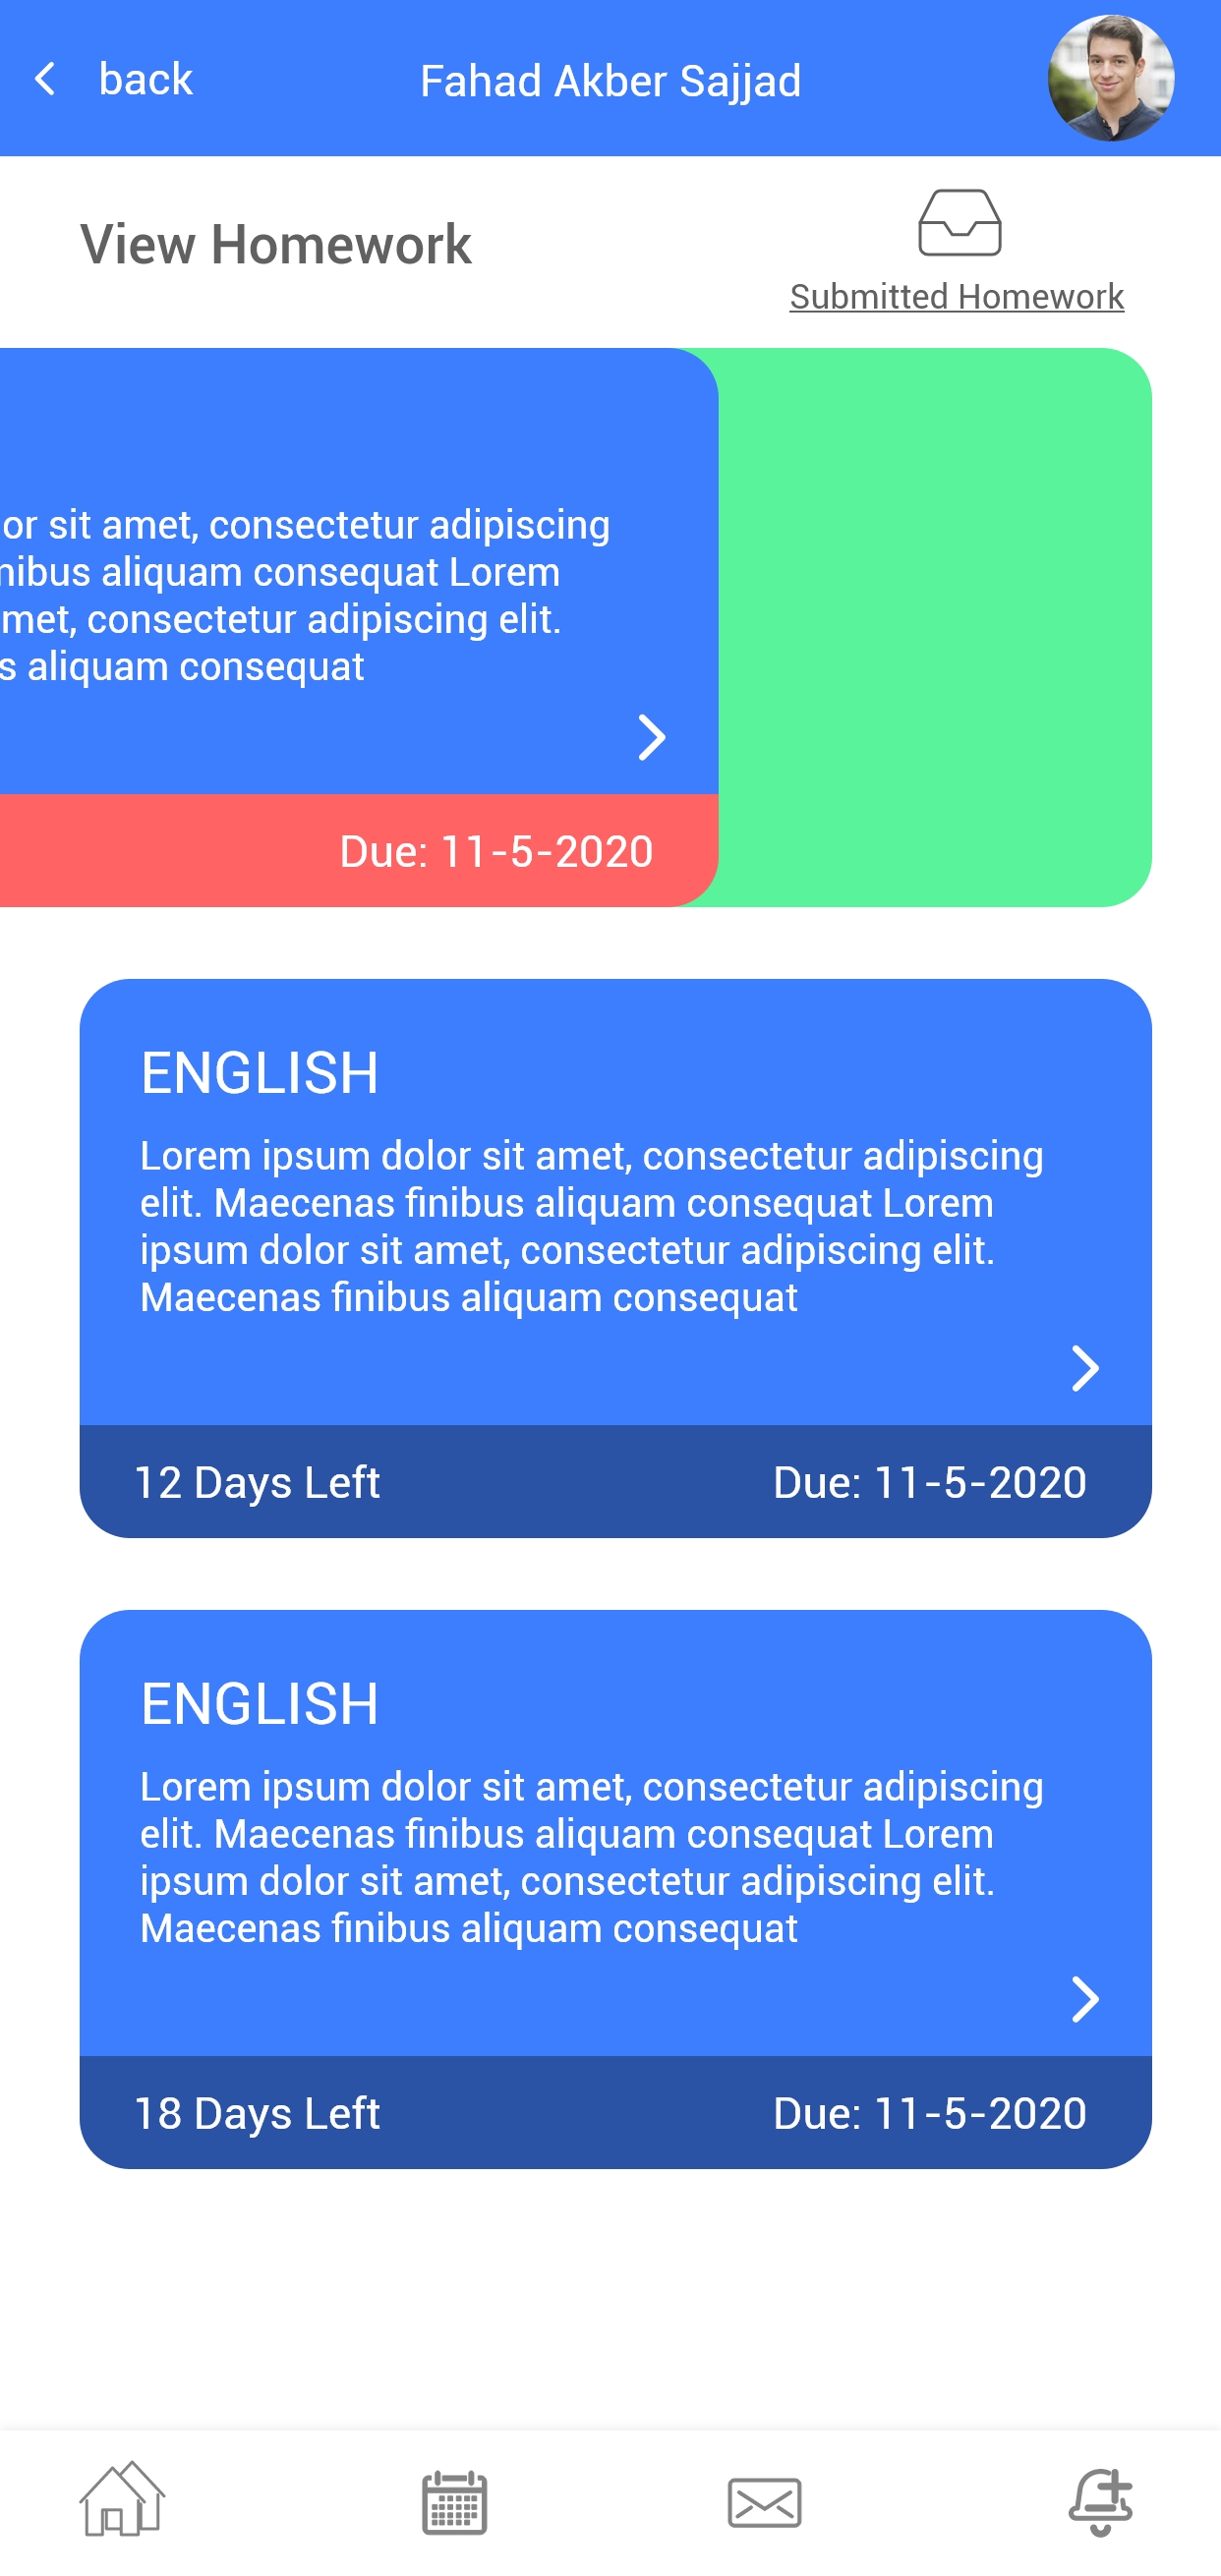 back
Fahad Akber Sajjad
View Homework
Submitted Homework
or sit amet, consectetur adipiscing
nibus aliquam consequat Lorem
met, consectetur adipiscing elit.
s aliquam consequat
Due: 11-5-2020
ENGLISH
Lorem ipsum dolor sit amet, consectetur adipiscing
elit. Maecenas finibus aliquam consequat Lorem
ipsum dolor sit amet, consectetur adipiscing elit.
Maecenas finibus aliquam consequat
12 Days Left
Due: 11-5-2020
ENGLISH
Lorem ipsum dolor sit amet, consectetur adipiscing
elit. Maecenas finibus aliquam consequat Lorem
ipsum dolor sit amet, consectetur adipiscing elit.
Maecenas finibus aliquam consequat
18 Days Left
Due: 11-5-2020